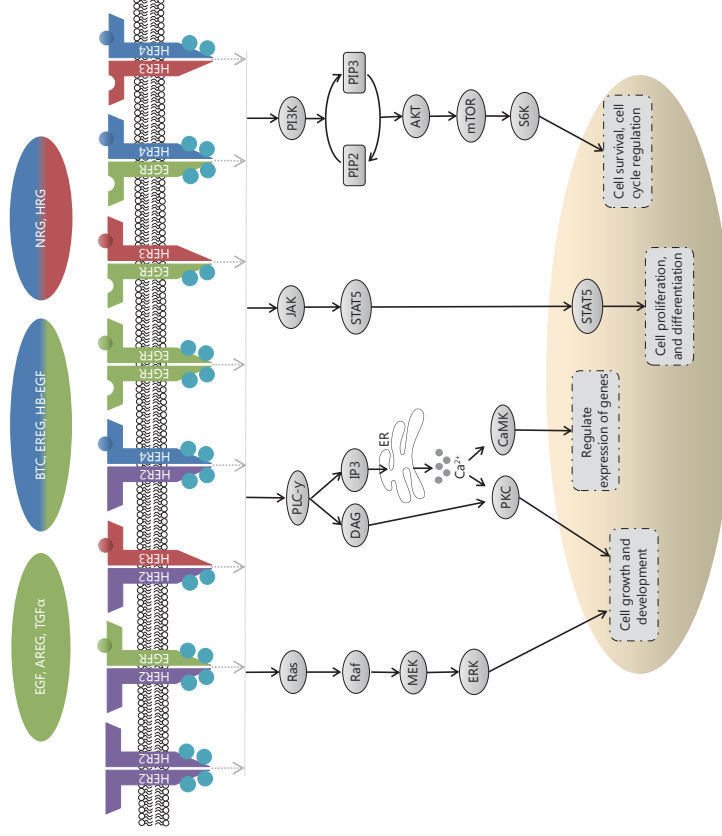 EGF, AREG, TGFα
BTC, EREG, HB-EGF
NRG, HRG
HER2
HER2
HER2
EGFR
HER2
HER3
HER2
HER4
EGFR
EGFR
EGFR
HER3
EGFR
HER4
HER3
HER4
Ras
Raf
MEK
ERK
PLC-y
DAG
IP3
ER
Ca²⁺
PKC
CaMK
JAK
STAT5
STAT5
PI3K
PIP2
PIP3
AKT
mTOR
S6K
Cell growth and
development
Regulate
expression of genes
Cell proliferation,
and differentiation
Cell survival, cell
cycle regulation